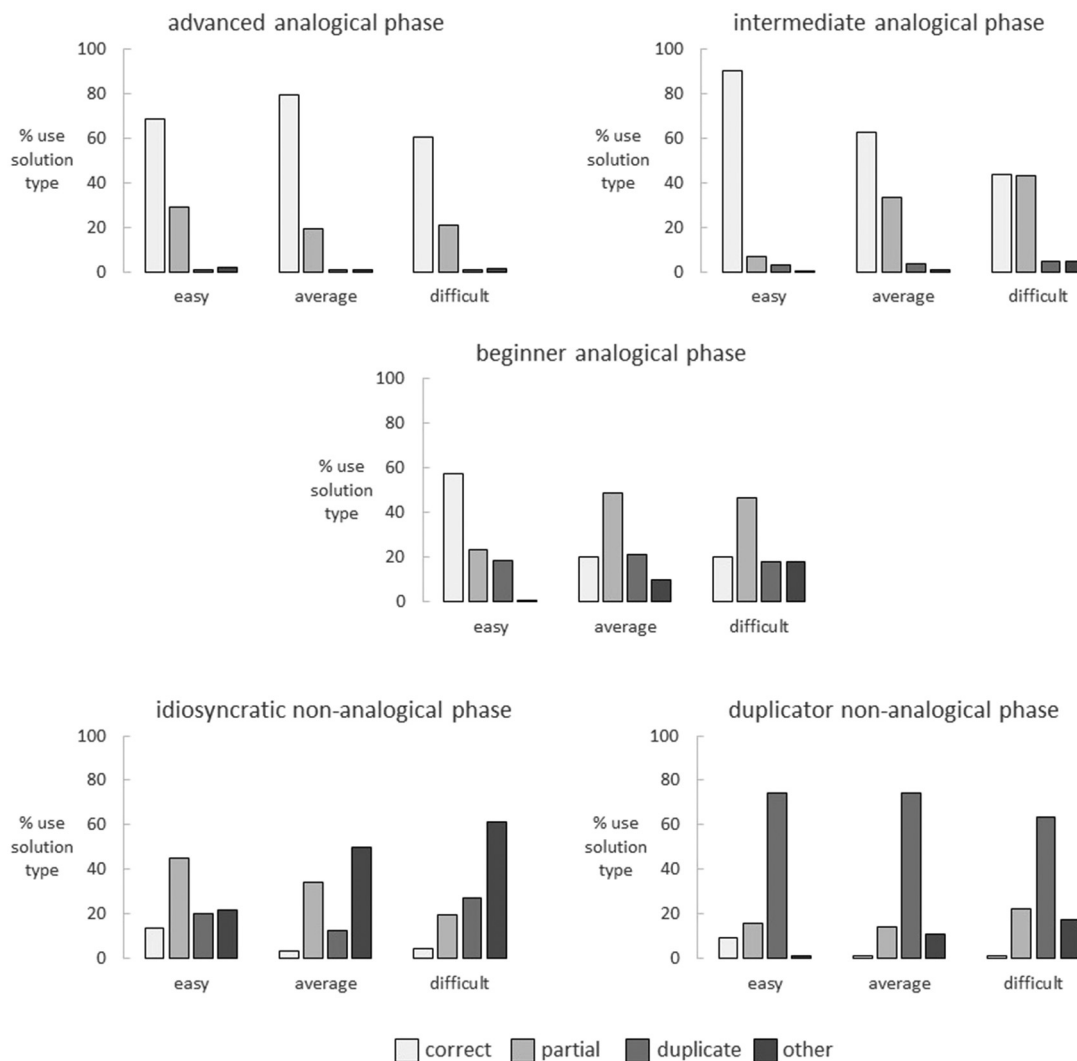 advanced analogical phase
100
80
60
40
20
0
% use
solution
type
easy average difficult
intermediate analogical phase
100
80
60
40
20
0
% use
solution
type
easy average difficult
beginner analogical phase
100
80
60
40
20
0
% use
solution
type
easy average difficult
idiosyncratic non-analogical phase
100
80
60
40
20
0
% use
solution
type
easy average difficult
duplicator non-analogical phase
100
80
60
40
20
0
% use
solution
type
easy average difficult
correct partial duplicate other